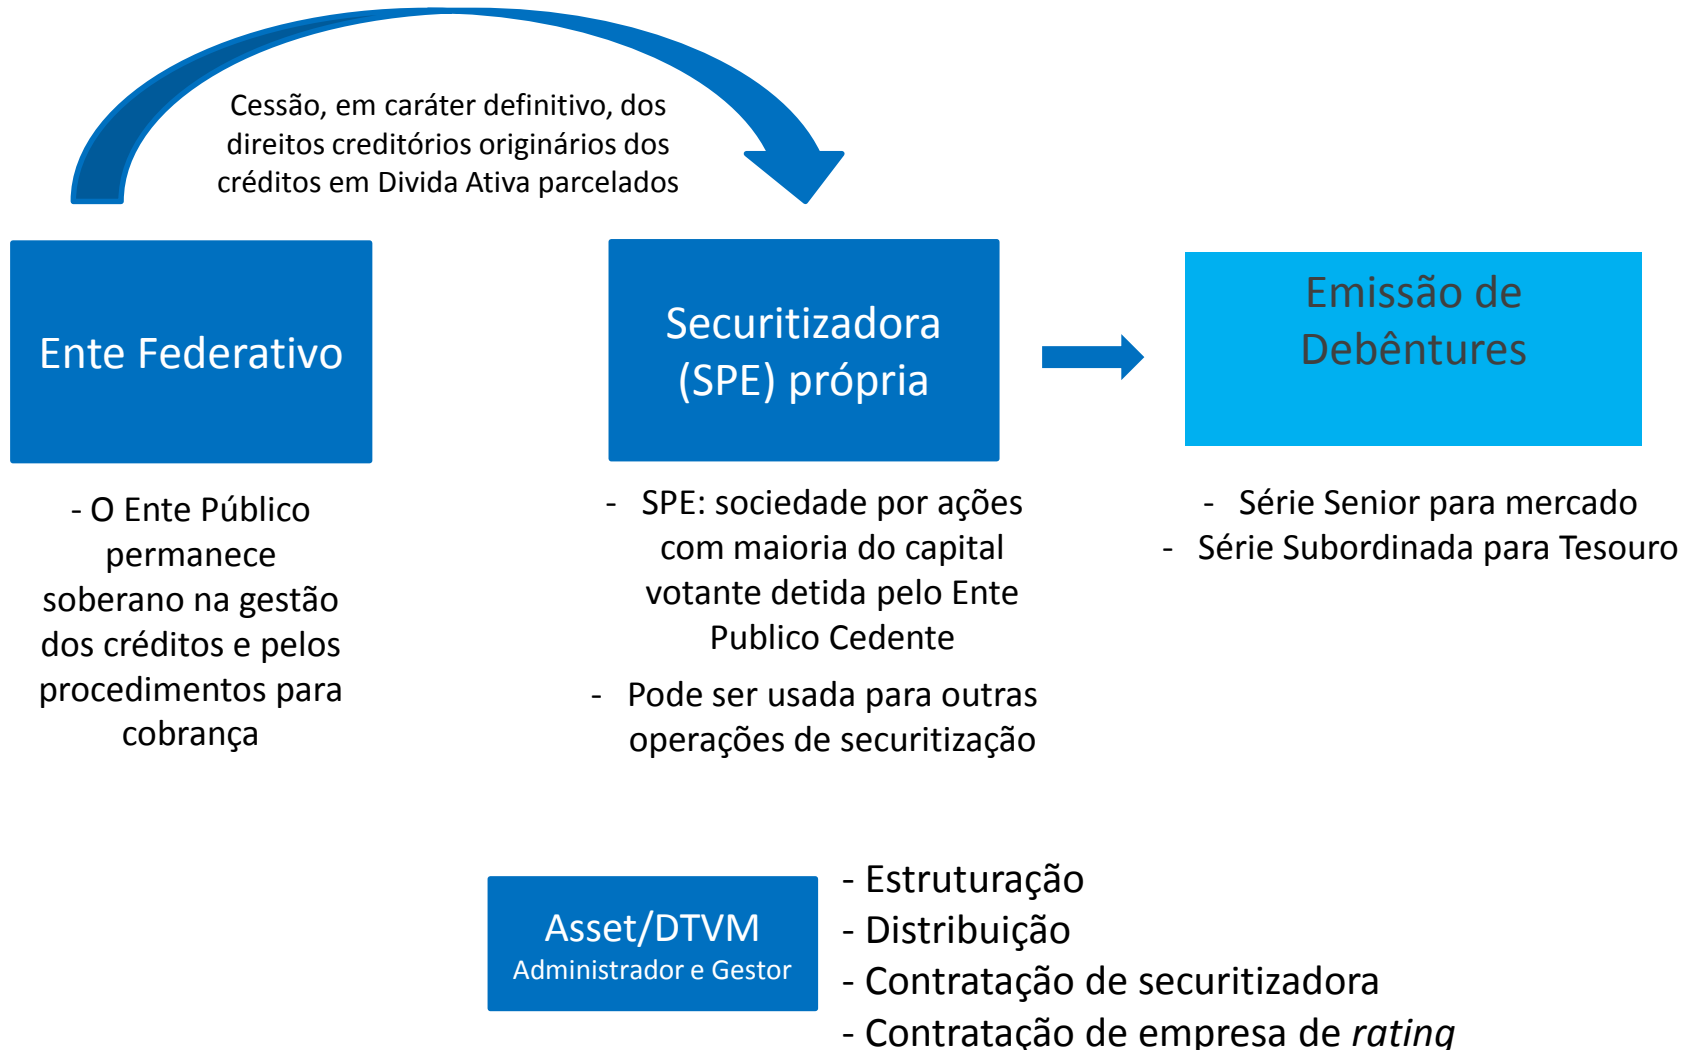 Cessão, em caráter definitivo, dos
direitos creditórios originários dos
créditos em Divida Ativa parcelados
Ente Federativo
Securitizadora
(SPE) própria
Emissão de
Debêntures
- O Ente Público
permanece
soberano na gestão
dos créditos e pelos
procedimentos para
cobrança
- SPE: sociedade por ações
com maioria do capital
votante detida pelo Ente
Publico Cedente
- Pode ser usada para outras
operações de securitização
- Série Senior para mercado
- Série Subordinada para Tesouro
Asset/DTVM
Administrador e Gestor
- Estruturação
- Distribuição
- Contratação de securitizadora
- Contratação de empresa de rating